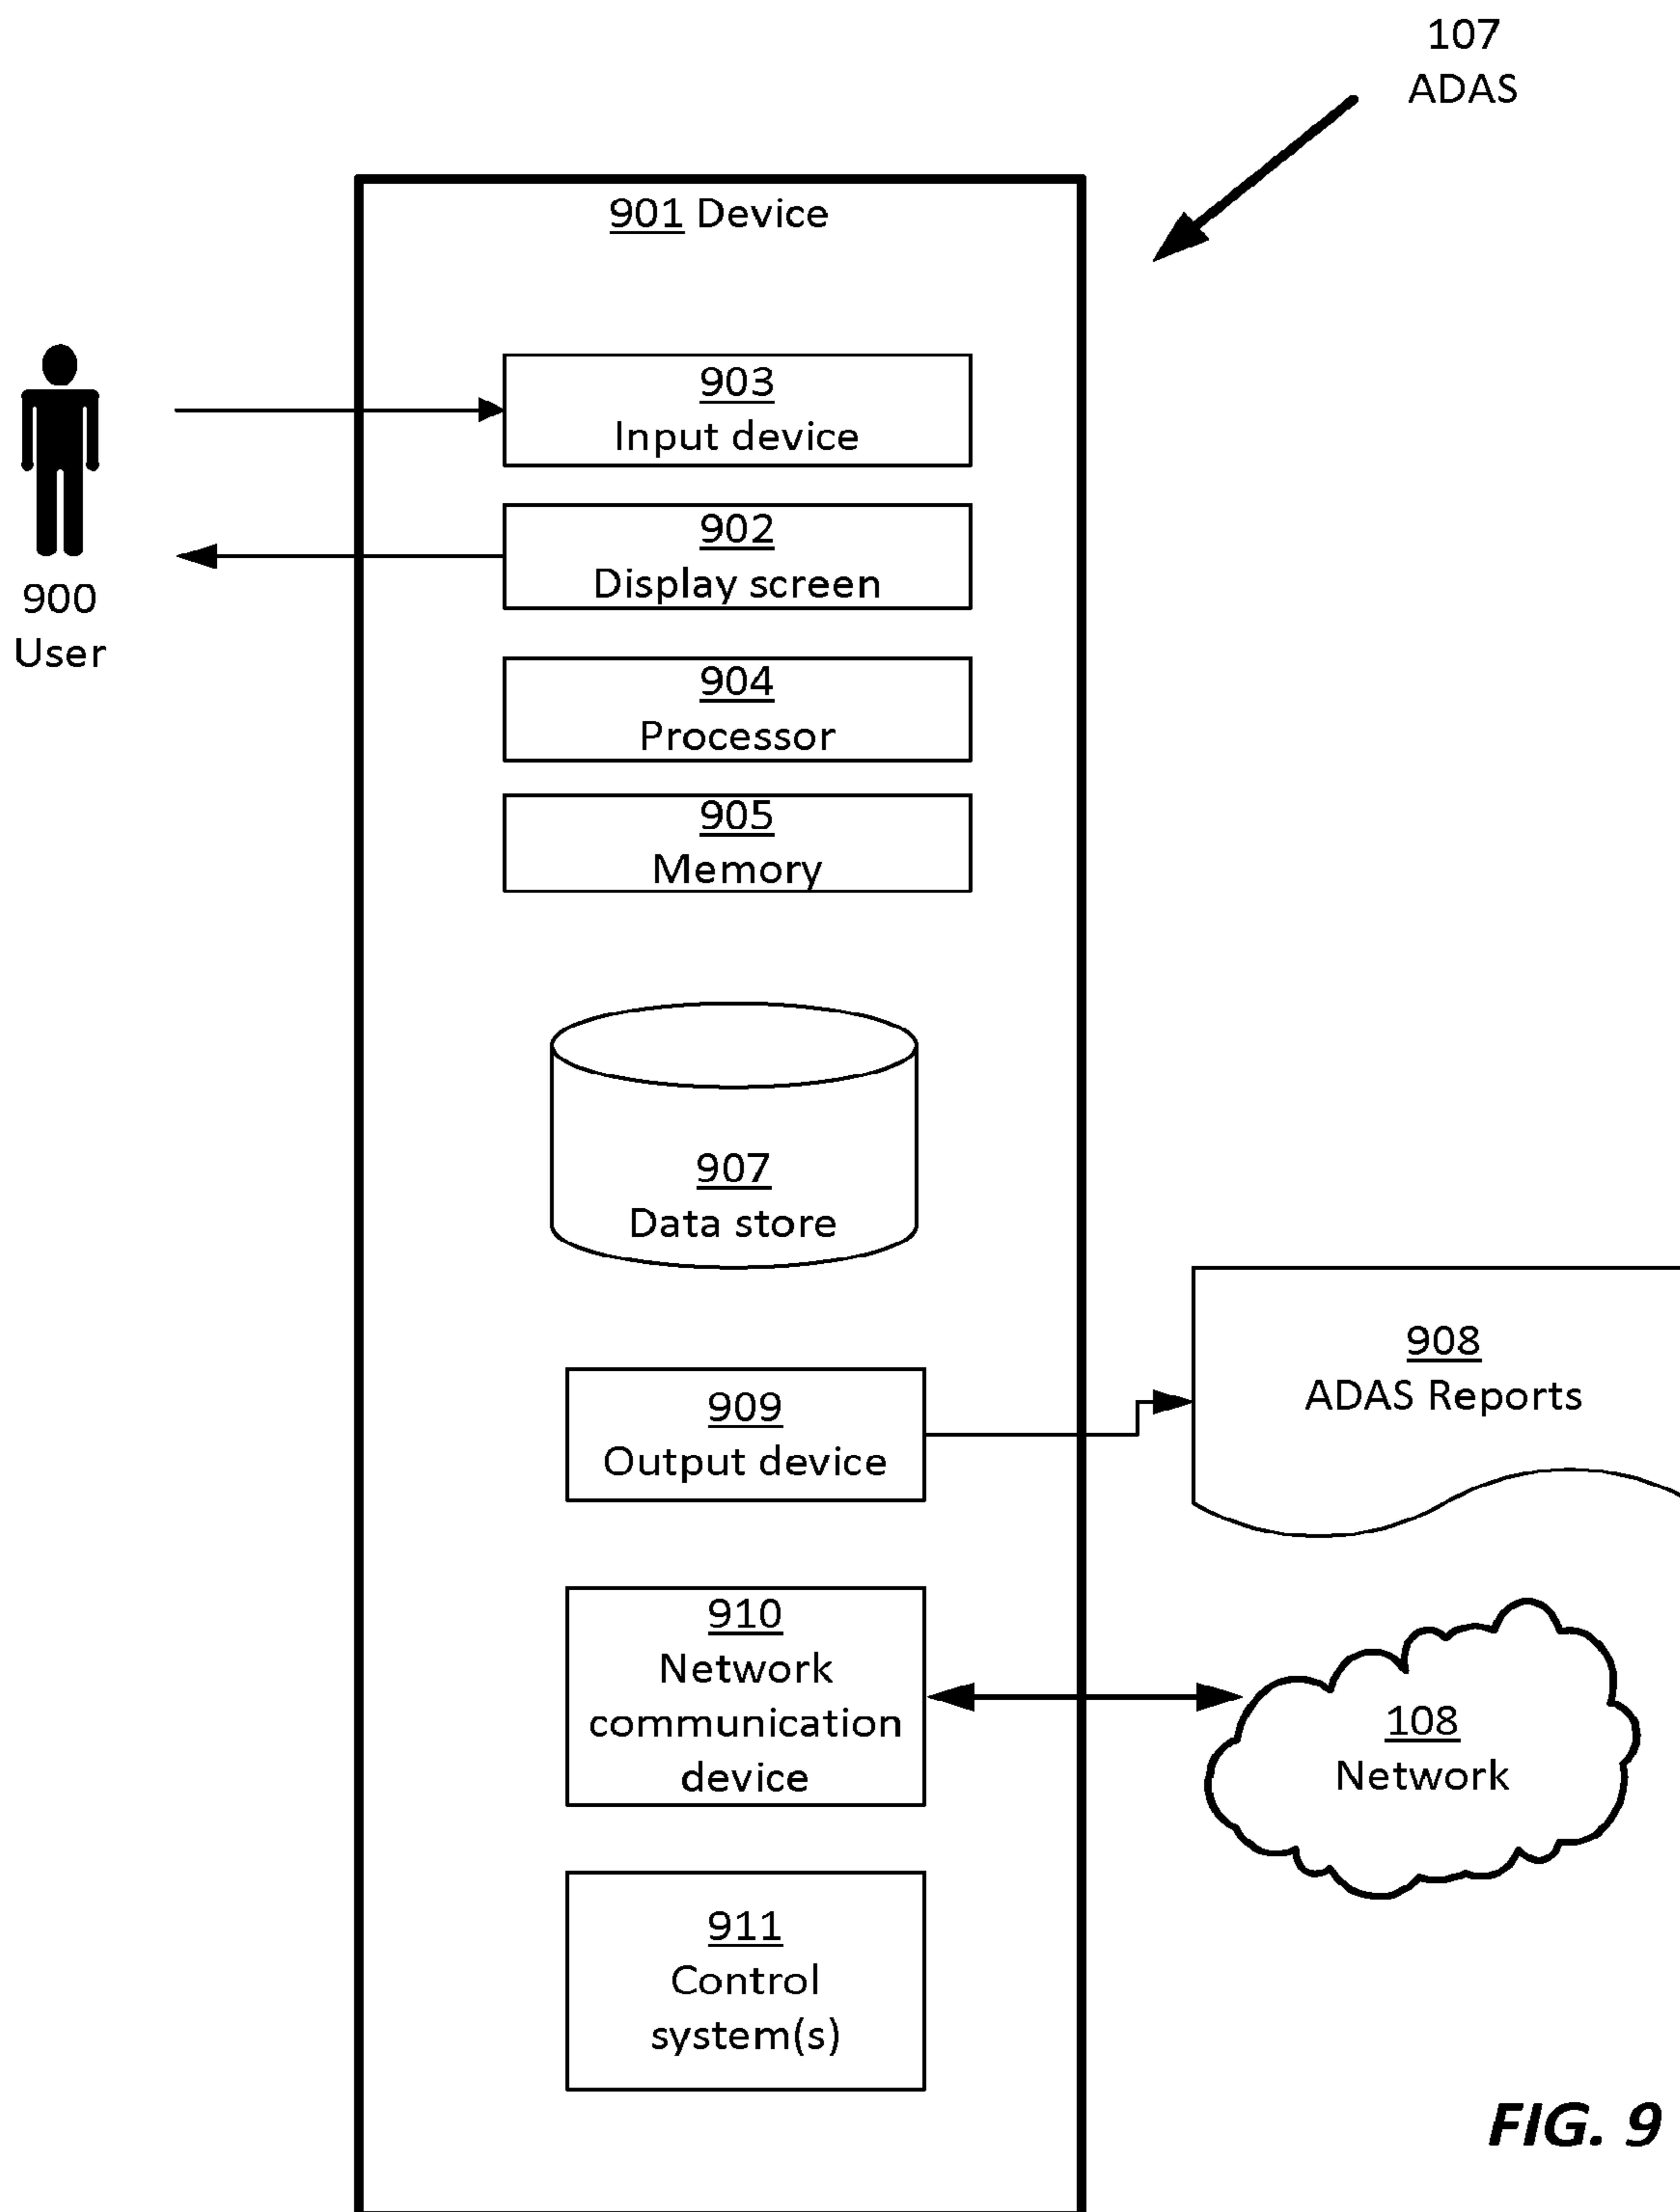 107
ADAS
901 Device
903
Input device
902
Display screen
900
User
904
Processor
905
Memory
907
Data store
908
ADAS Reports
909
Output device
910
Network
communication
device
108
Network
911
Control
system(s)
FIG. 9